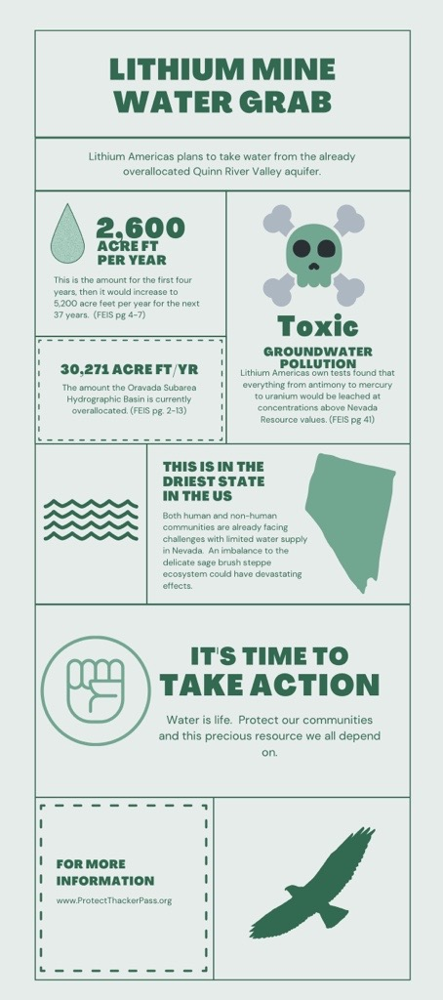 LITHIUM MINE
WATER GRAB
Lithium Americas plans to take water from the already
overallocated Quinn River Valley aquifer.
2,600
ACRE FT
PER YEAR
This is the amount for the first four
years, then it would increase to
5,200 acre feet per year for the next
37 years. (FEIS pg 4-7)
30,271 ACRE FT/YR
The amount the Oravada Subarea
Hydrographic Basin is currently
overallocated. (FEIS pg. 2-13)
Toxic
GROUNDWATER
POLLUTION
Lithium Americas own tests found that
everything from antimony to mercury
to uranium would be leached at
concentrations above Nevada
Resource values. (FEIS pg 41)
THIS IS IN THE
DRIEST STATE
IN THE US
Both human and non-human
communities are already facing
challenges with limited water supply
in Nevada. An imbalance to the
delicate sage brush steppe
ecosystem could have devastating
effects.
IT'S TIME TO
TAKE ACTION
Water is life. Protect our communities
and this precious resource we all depend
on.
FOR MORE
INFORMATION
www.ProtectThackerPass.org